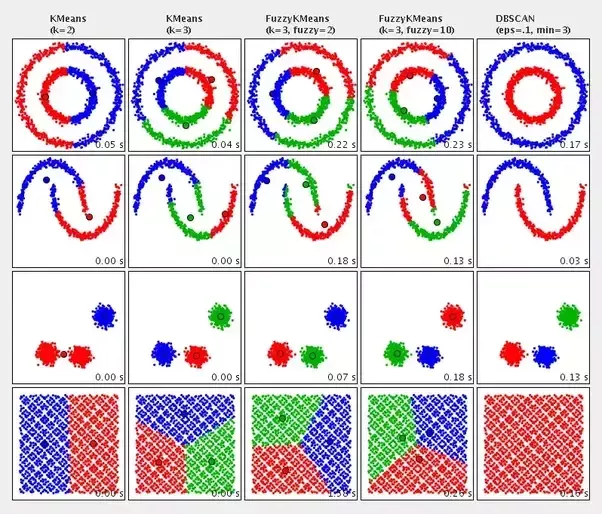 KMeans
(k=2)
KMeans
(k=3)
FuzzyKMeans
(k=3, fuzzy=2)
FuzzyKMeans
(k=3, fuzzy=10)
DBSCAN
(eps=.1, min=3)
0.05 s
0.04 s
0.22 s
0.23 s
0.17 s
0.00 s
0.00 s
0.18 s
0.13 s
0.03 s
0.00 s
0.00 s
0.07 s
0.18 s
0.13 s
0.00 s
0.00 s